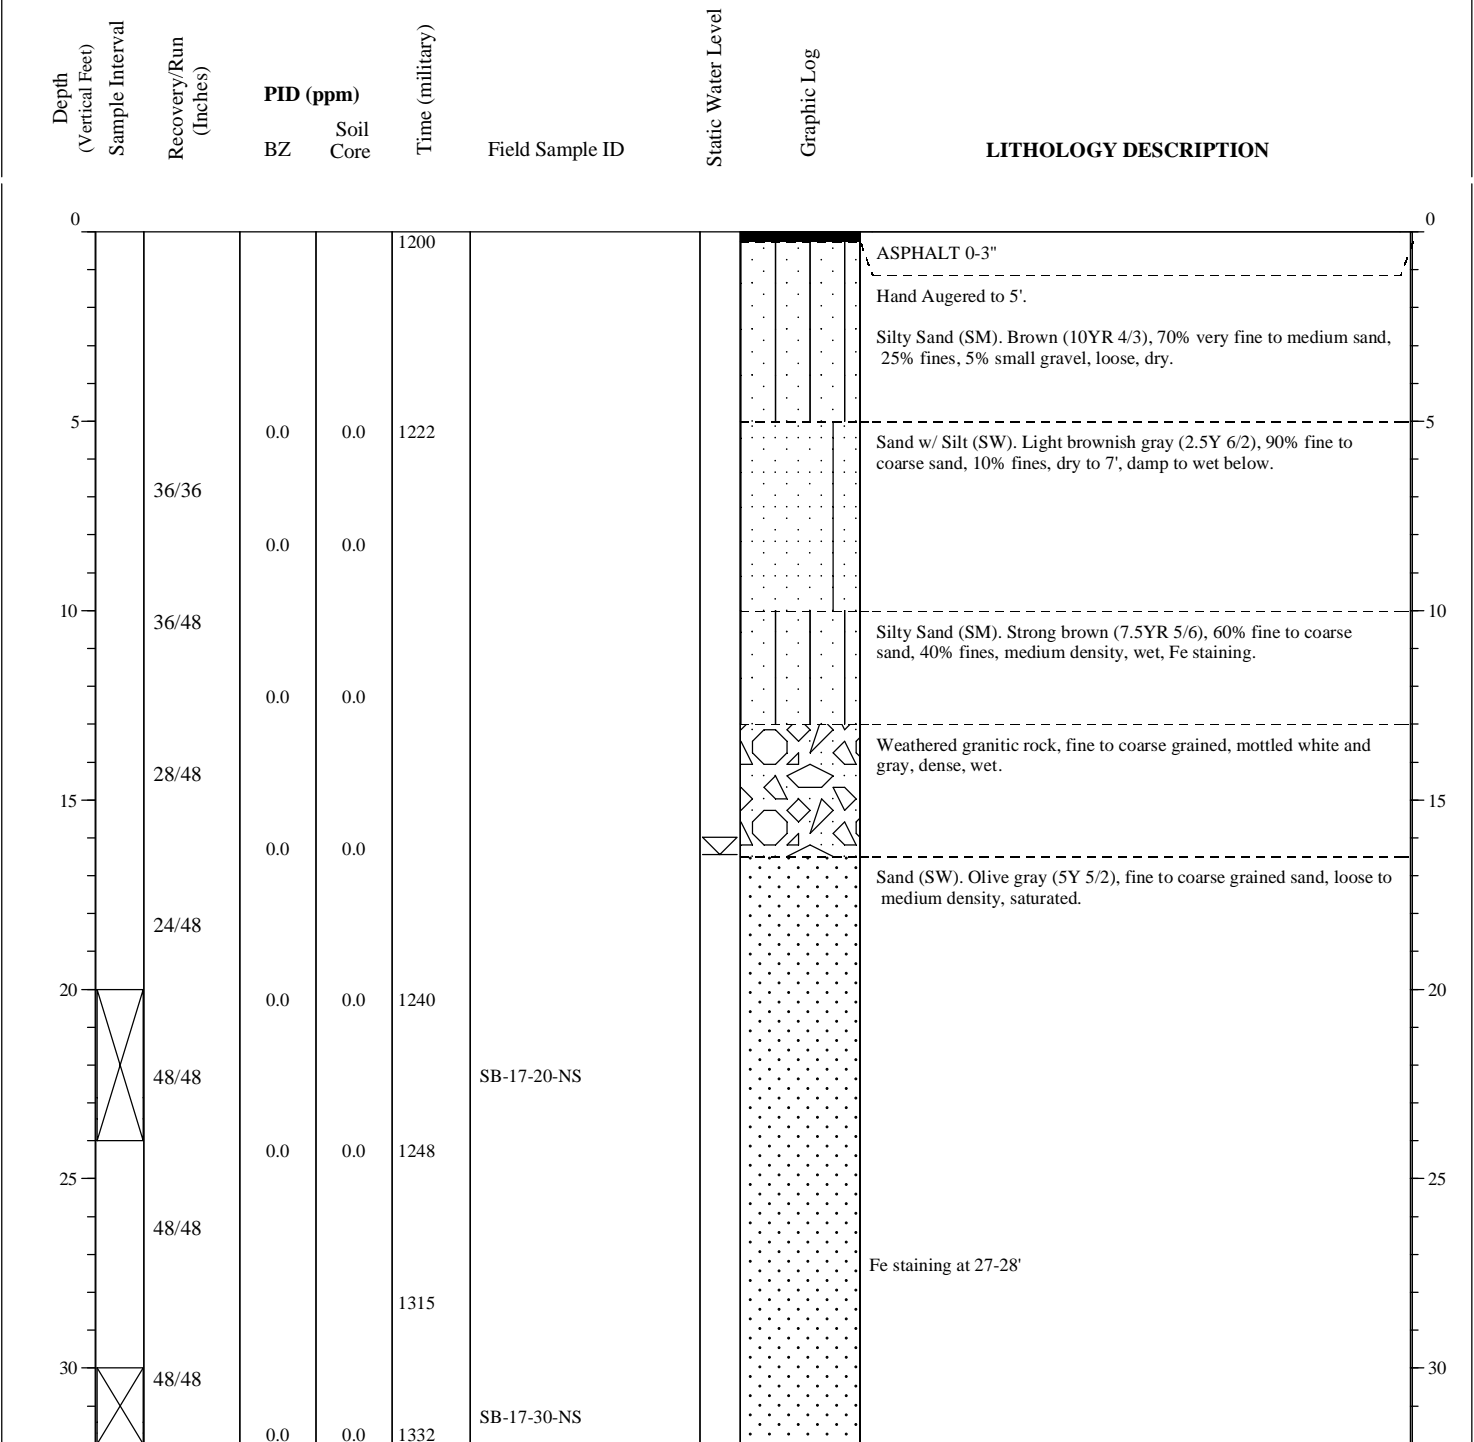 Depth
(Vertical Feet)
Sample Interval
Recovery/Run
(Inches)
PID (ppm)
BZ
Soil
Core
Time (military)
Field Sample ID
Static Water Level
Graphic Log
LITHOLOGY DESCRIPTION
0 0
1200
ASPHALT 0-3"
Hand Augered to 5'.
Silty Sand (SM). Brown (10YR 4/3), 70% very fine to medium sand,
25% fines, 5% small gravel, loose, dry.
5 5
0.0 0.0 1222
Sand w/ Silt (SW). Light brownish gray (2.5Y 6/2), 90% fine to
coarse sand, 10% fines, dry to 7', damp to wet below.
36/36
0.0 0.0
10 10
36/48
Silty Sand (SM). Strong brown (7.5YR 5/6), 60% fine to coarse
sand, 40% fines, medium density, wet, Fe staining.
0.0 0.0
Weathered granitic rock, fine to coarse grained, mottled white and
gray, dense, wet.
28/48
15 15
0.0 0.0
Sand (SW). Olive gray (5Y 5/2), fine to coarse grained sand, loose to
medium density, saturated.
24/48
20 20
0.0 0.0 1240
48/48 SB-17-20-NS
0.0 0.0 1248
25 25
48/48
Fe staining at 27-28'
1315
30 30
48/48
SB-17-30-NS
0.0 0.0 1332